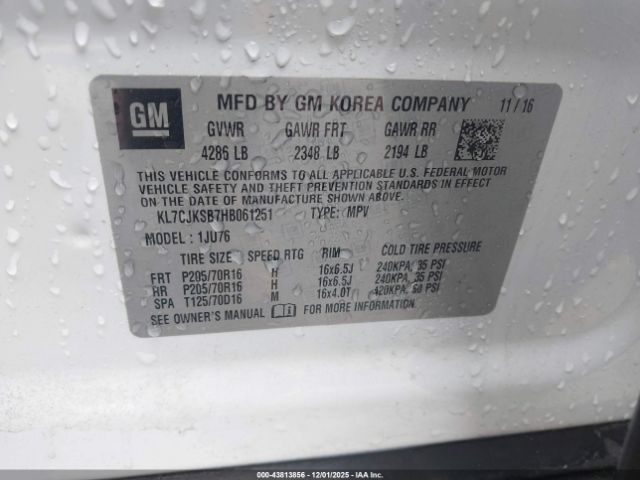 GM
MFD BY GM KOREA COMPANY 11 / 16
GVWR GAWR FRT GAWR RR
4286 LB 2348 LB 2194 LB
THIS VEHICLE CONFORMS TO ALL APPLICABLE U.S. FEDERAL MOTOR
VEHICLE SAFETY AND THEFT PREVENTION STANDARDS IN EFFECT
ON THE DATE OF MANUFACTURE SHOWN ABOVE.
KL7CJKSB7HB061251 TYPE: MPV
MODEL : 1JU76
TIRE SIZE SPEED RTG RIM COLD TIRE PRESSURE
FRT P205/70R16 H 16x6.5J 240KPA, 35 PSI
RR P205/70R16 H 16x6.5J 240KPA, 35 PSI
SPA T125/70D16 M 16x4.0T 420KPA, 60 PSI
SEE OWNER'S MANUAL FOR MORE INFORMATION.
00-43813856 - 12/01/2025 - IAA, Inc.